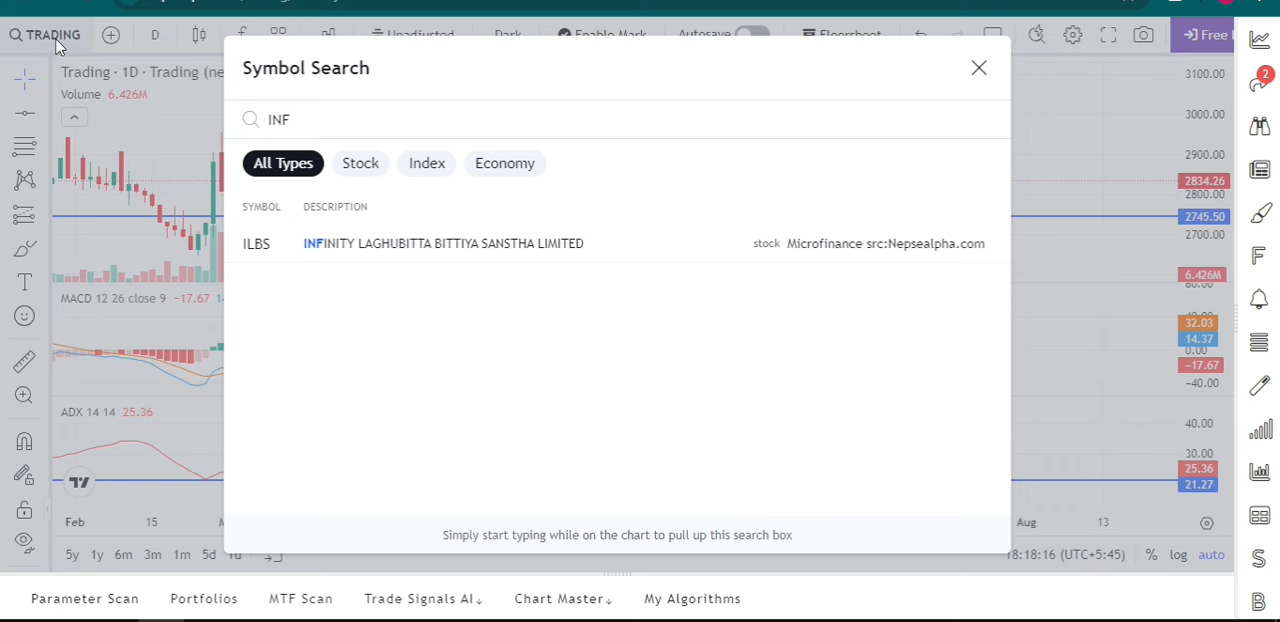 TRADING D Unadjusted Dark Enable Mark Autosave Floorsheet Free
Symbol Search
Trading · 1D · Trading (ne
Volume 6.426M
INF
All Types Stock Index Economy
SYMBOL DESCRIPTION
ILBS INFINITY LAGHUBITTA BITTIYA SANSTHA LIMITED stock Microfinance src:Nepsealpha.com
3100.00
3000.00
2900.00
2834.26
2800.00
2745.50
2700.00
6.426M
80.00
MACD 12 26 close 9 −17.67
32.03
14.37
0.00
−17.67
−40.00
ADX 14 14 25.36
40.00
30.00
25.36
21.27
Feb 15 Aug 13
Simply start typing while on the chart to pull up this search box
5y 1y 6m 3m 1m 5d 1d 18:18:16 (UTC+5:45) % log auto
Parameter Scan Portfolios MTF Scan Trade Signals AI↓ Chart Master↓ My Algorithms
2
F
S
B